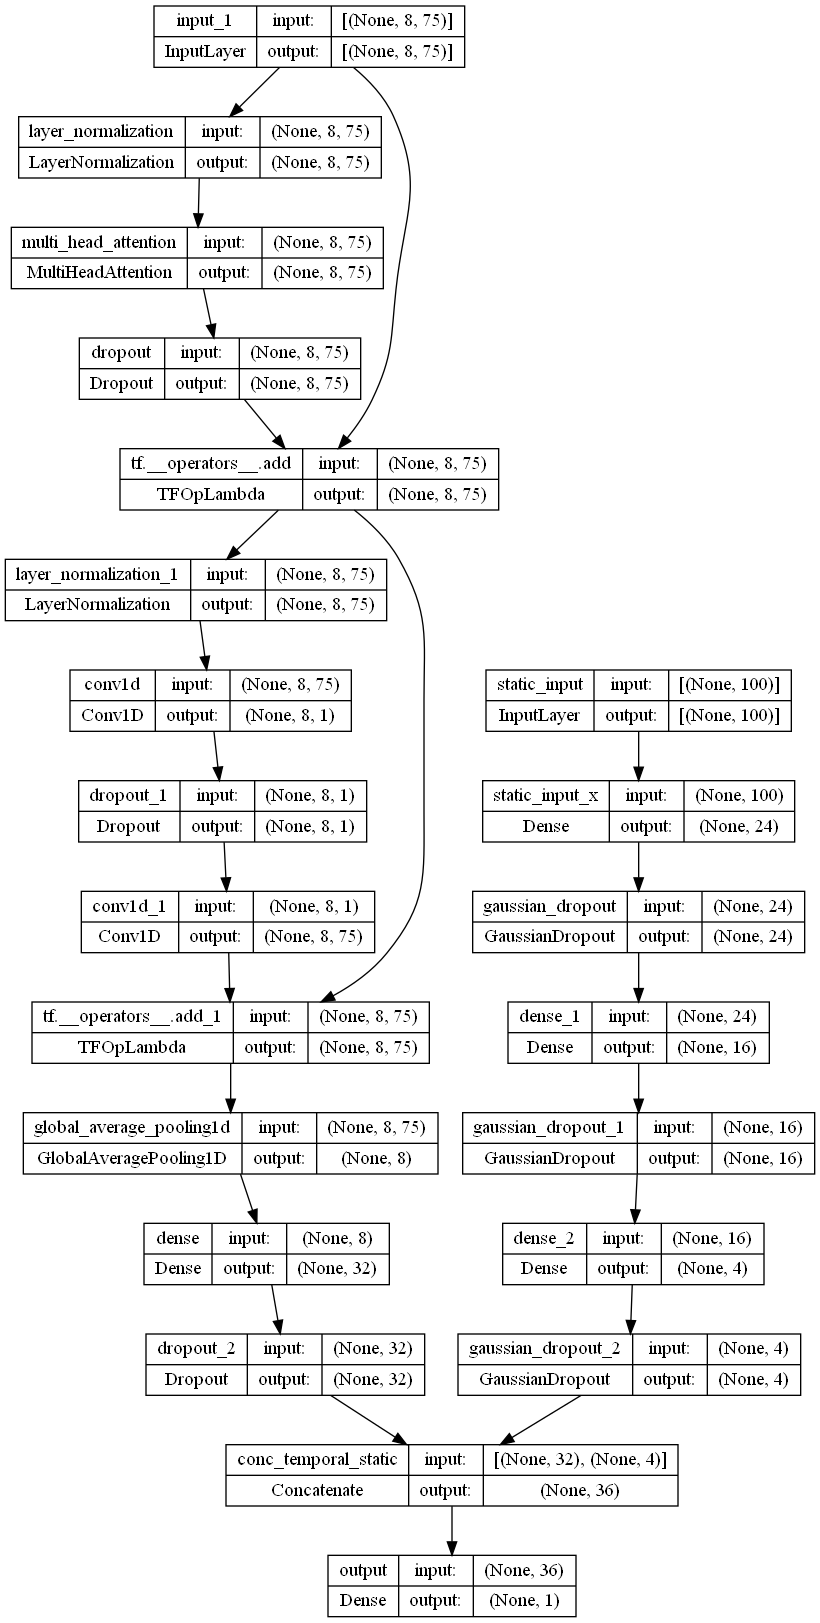 input_1 input: [(None, 8, 75)]
InputLayer output: [(None, 8, 75)]
layer_normalization input: (None, 8, 75)
LayerNormalization output: (None, 8, 75)
multi_head_attention input: (None, 8, 75)
MultiHeadAttention output: (None, 8, 75)
dropout input: (None, 8, 75)
Dropout output: (None, 8, 75)
tf.__operators__.add input: (None, 8, 75)
TFOpLambda output: (None, 8, 75)
layer_normalization_1 input: (None, 8, 75)
LayerNormalization output: (None, 8, 75)
conv1d input: (None, 8, 75)
Conv1D output: (None, 8, 1)
dropout_1 input: (None, 8, 1)
Dropout output: (None, 8, 1)
conv1d_1 input: (None, 8, 1)
Conv1D output: (None, 8, 75)
tf.__operators__.add_1 input: (None, 8, 75)
TFOpLambda output: (None, 8, 75)
global_average_pooling1d input: (None, 8, 75)
GlobalAveragePooling1D output: (None, 8)
dense input: (None, 8)
Dense output: (None, 32)
dropout_2 input: (None, 32)
Dropout output: (None, 32)
static_input input: [(None, 100)]
InputLayer output: [(None, 100)]
static_input_x input: (None, 100)
Dense output: (None, 24)
gaussian_dropout input: (None, 24)
GaussianDropout output: (None, 24)
dense_1 input: (None, 24)
Dense output: (None, 16)
gaussian_dropout_1 input: (None, 16)
GaussianDropout output: (None, 16)
dense_2 input: (None, 16)
Dense output: (None, 4)
gaussian_dropout_2 input: (None, 4)
GaussianDropout output: (None, 4)
conc_temporal_static input: [(None, 32), (None, 4)]
Concatenate output: (None, 36)
output input: (None, 36)
Dense output: (None, 1)